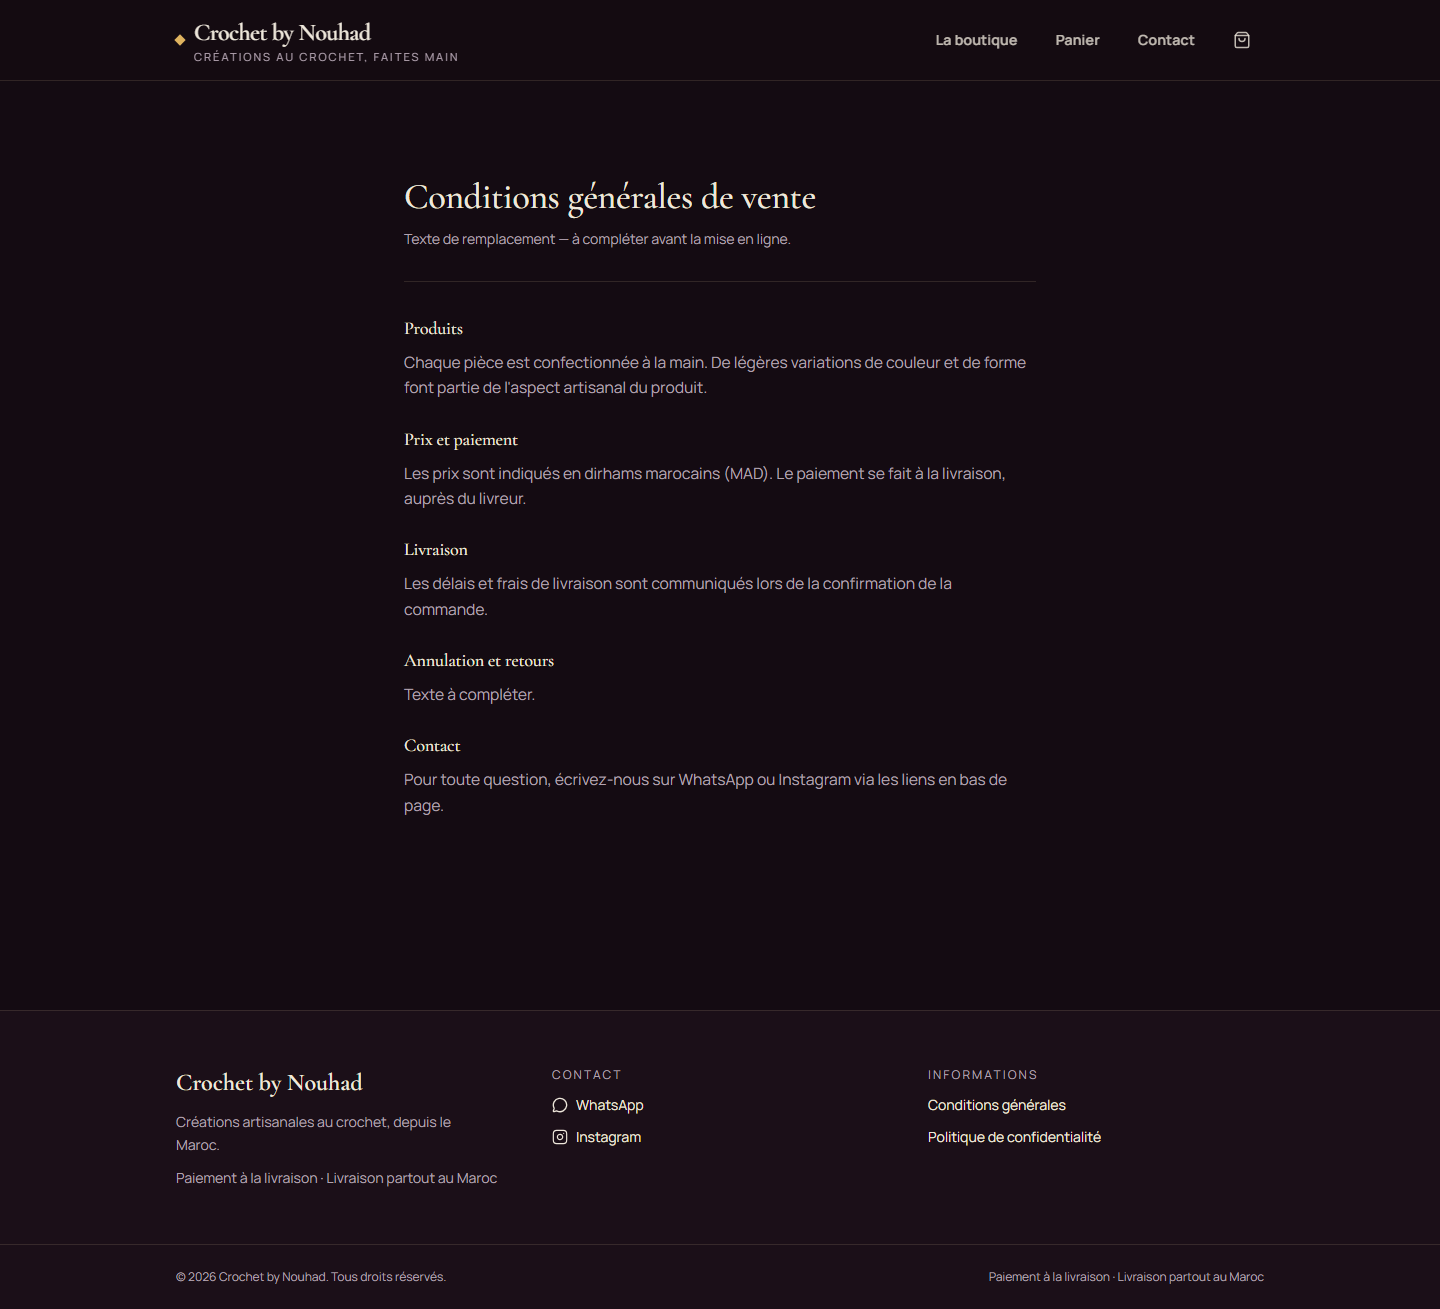 Crochet by Nouhad
CRÉATIONS AU CROCHET, FAITES MAIN
La boutique
Panier
Contact
Conditions générales de vente
Texte de remplacement — à compléter avant la mise en ligne.
Produits
Chaque pièce est confectionnée à la main. De légères variations de couleur et de forme
font partie de l'aspect artisanal du produit.
Prix et paiement
Les prix sont indiqués en dirhams marocains (MAD). Le paiement se fait à la livraison,
auprès du livreur.
Livraison
Les délais et frais de livraison sont communiqués lors de la confirmation de la
commande.
Annulation et retours
Texte à compléter.
Contact
Pour toute question, écrivez-nous sur WhatsApp ou Instagram via les liens en bas de
page.
Crochet by Nouhad
Créations artisanales au crochet, depuis le
Maroc.
Paiement à la livraison · Livraison partout au Maroc
CONTACT
WhatsApp
Instagram
INFORMATIONS
Conditions générales
Politique de confidentialité
© 2026 Crochet by Nouhad. Tous droits réservés.
Paiement à la livraison · Livraison partout au Maroc